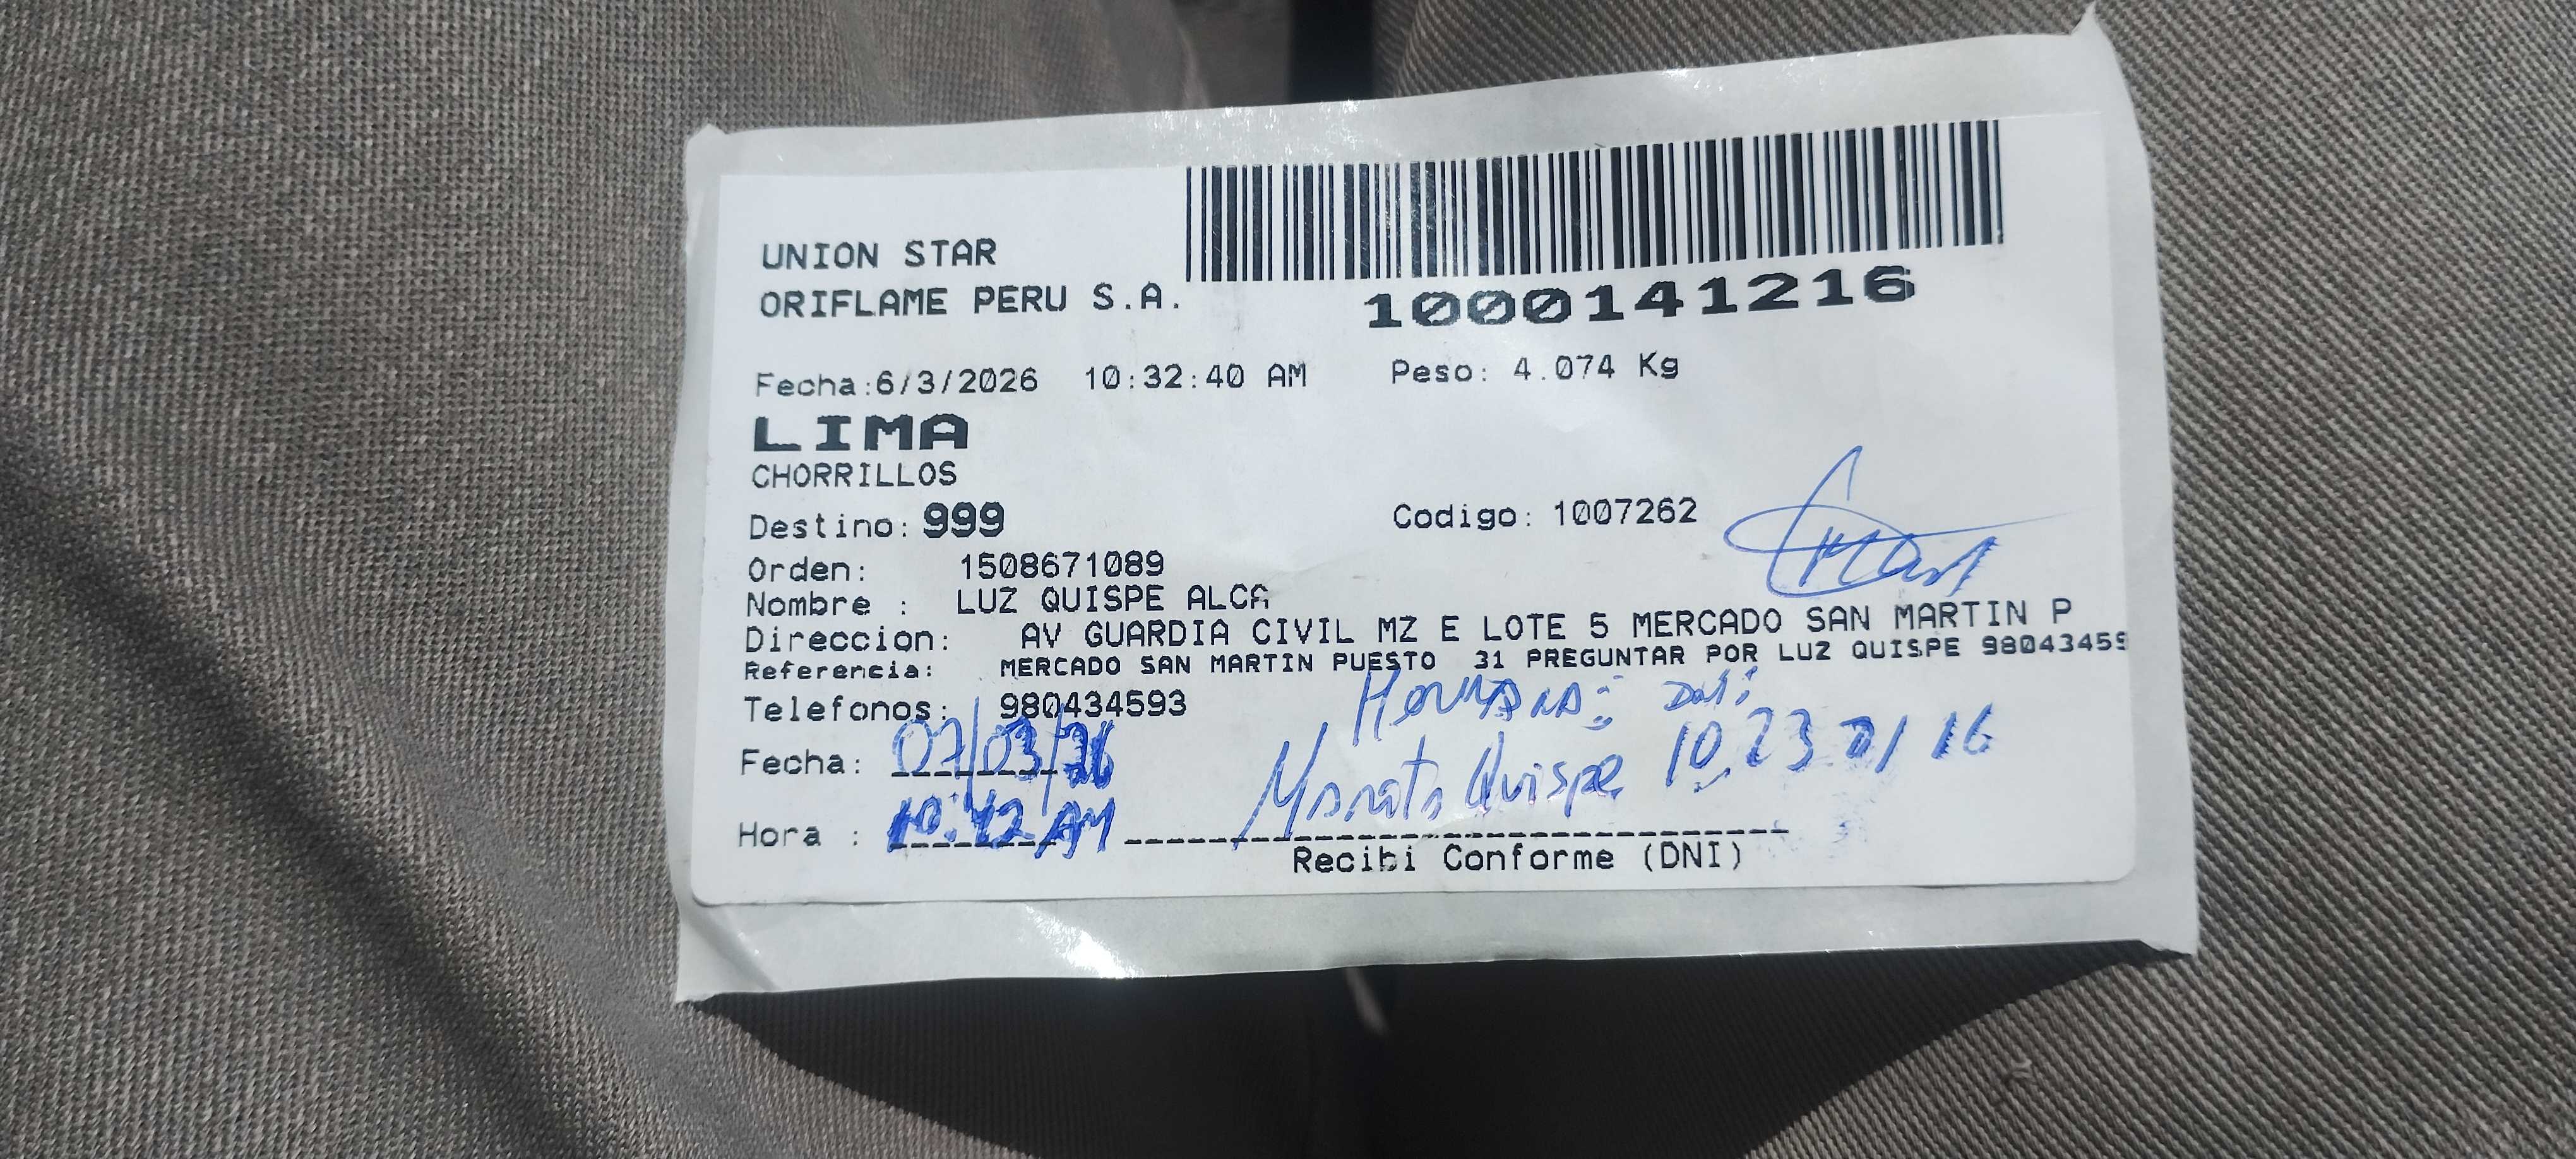 UNION STAR
ORIFLAME PERU S.A.
1000141216
Fecha:6/3/2026 10:32:40 AM Peso: 4.074 Kg
LIMA
CHORRILLOS
Destino: 999 Codigo: 1007262
Orden: 1508671089
Nombre : LUZ QUISPE ALCA
Direccion: AV GUARDIA CIVIL MZ E LOTE 5 MERCADO SAN MARTIN P
Referencia: MERCADO SAN MARTIN PUESTO 31 PREGUNTAR POR LUZ QUISPE 98043459
Telefonos: 980434593
Fecha: 07/03/26
Quispe 10
Hora : 10:42 AM
Recibi Conforme (DNI)